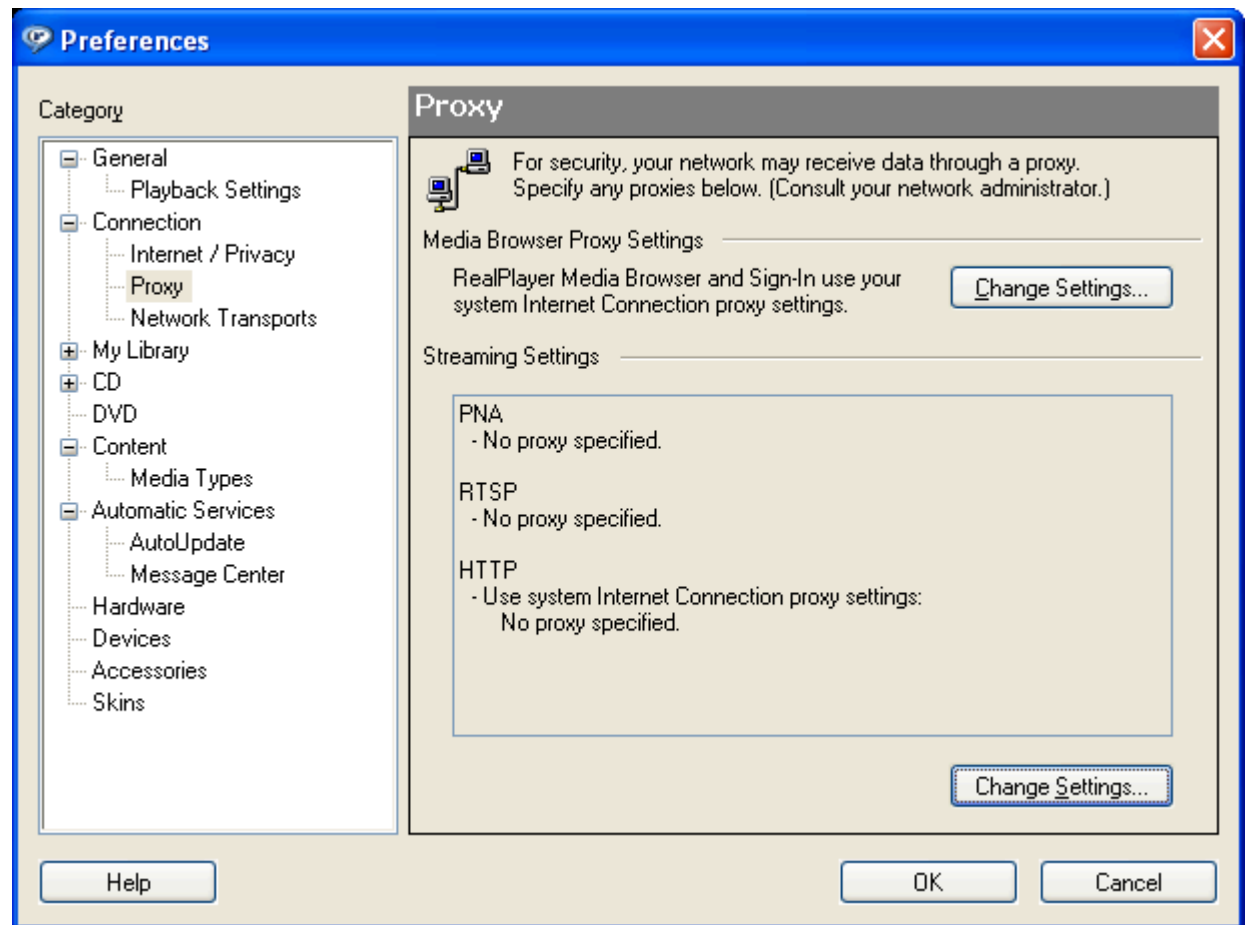 Preferences
Category
General
Playback Settings
Connection
Internet / Privacy
Proxy
Network Transports
My Library
CD
DVD
Content
Media Types
Automatic Services
AutoUpdate
Message Center
Hardware
Devices
Accessories
Skins
Proxy
For security, your network may receive data through a proxy.
Specify any proxies below. (Consult your network administrator.)
Media Browser Proxy Settings
RealPlayer Media Browser and Sign-In use your
system Internet Connection proxy settings.
Change Settings...
Streaming Settings
PNA
- No proxy specified.
RTSP
- No proxy specified.
HTTP
- Use system Internet Connection proxy settings:
No proxy specified.
Change Settings...
Help
OK
Cancel